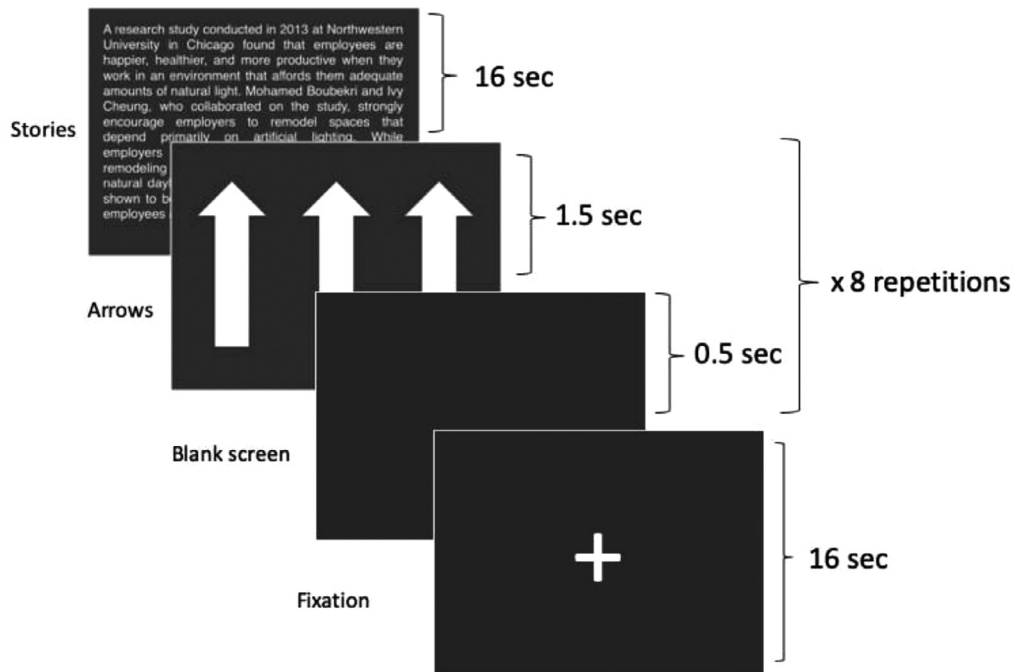 A research study conducted in 2013 at Northwestern
University in Chicago found that employees are
happier, healthier, and more productive when they
work in an environment that affords them adequate
amounts of natural light. Mohamed Boubekri and Ivy
Cheung, who collaborated on the study, strongly
encourage employers to remodel spaces that
depend primarily on artificial lighting. While
employers
remodeling
natural
shown to
employees
16 sec
Stories
1.5 sec
Arrows
x 8 repetitions
0.5 sec
Blank screen
16 sec
Fixation